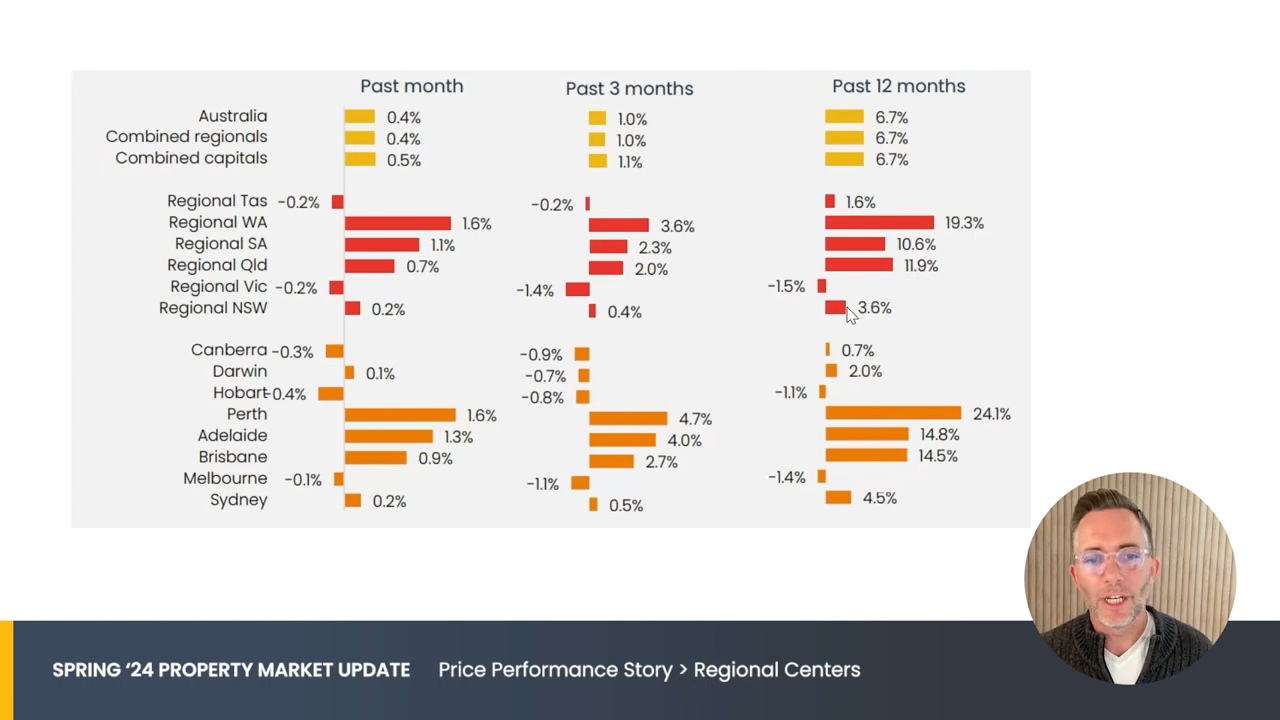 Past month Past 3 months Past 12 months
Australia 0.4% 1.0% 6.7%
Combined regionals 0.4% 1.0% 6.7%
Combined capitals 0.5% 1.1% 6.7%
Regional Tas -0.2% -0.2% 1.6%
Regional WA 1.6% 3.6% 19.3%
Regional SA 1.1% 2.3% 10.6%
Regional Qld 0.7% 2.0% 11.9%
Regional Vic -0.2% -1.4% -1.5%
Regional NSW 0.2% 0.4% 3.6%
Canberra -0.3% -0.9% 0.7%
Darwin 0.1% -0.7% 2.0%
Hobart -0.4% -0.8% -1.1%
Perth 1.6% 4.7% 24.1%
Adelaide 1.3% 4.0% 14.8%
Brisbane 0.9% 2.7% 14.5%
Melbourne -0.1% -1.1% -1.4%
Sydney 0.2% 0.5% 4.5%
SPRING ‘24 PROPERTY MARKET UPDATE Price Performance Story > Regional Centers